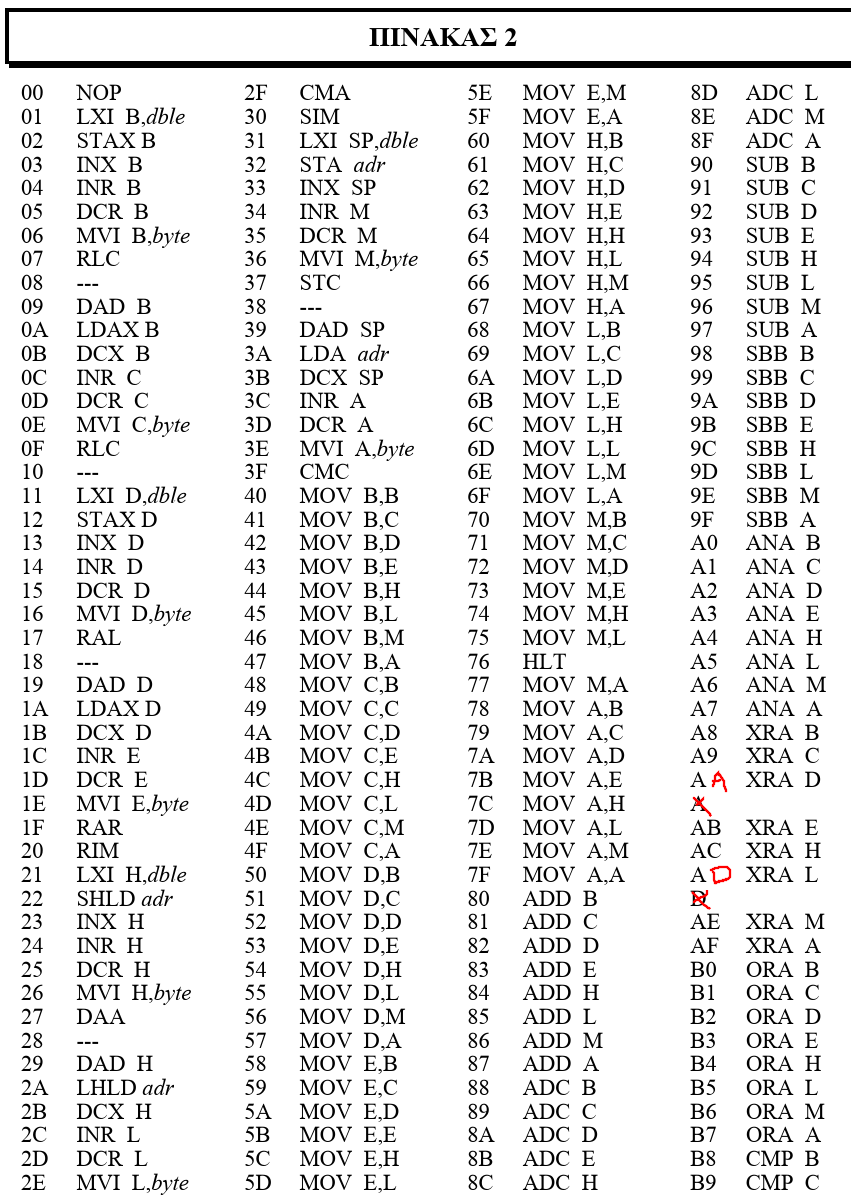 ΠΙΝΑΚΑΣ 2
00 NOP 2F CMA 5E MOV E,M 8D ADC L
01 LXI B,dble 30 SIM 5F MOV E,A 8E ADC M
02 STAX B 31 LXI SP,dble 60 MOV H,B 8F ADC A
03 INX B 32 STA adr 61 MOV H,C 90 SUB B
04 INR B 33 INX SP 62 MOV H,D 91 SUB C
05 DCR B 34 INR M 63 MOV H,E 92 SUB D
06 MVI B,byte 35 DCR M 64 MOV H,H 93 SUB E
07 RLC 36 MVI M,byte 65 MOV H,L 94 SUB H
08 --- 37 STC 66 MOV H,M 95 SUB L
09 DAD B 38 --- 67 MOV H,A 96 SUB M
0A LDAX B 39 DAD SP 68 MOV L,B 97 SUB A
0B DCX B 3A LDA adr 69 MOV L,C 98 SBB B
0C INR C 3B DCX SP 6A MOV L,D 99 SBB C
0D DCR C 3C INR A 6B MOV L,E 9A SBB D
0E MVI C,byte 3D DCR A 6C MOV L,H 9B SBB E
0F RLC 3E MVI A,byte 6D MOV L,L 9C SBB H
10 --- 3F CMC 6E MOV L,M 9D SBB L
11 LXI D,dble 40 MOV B,B 6F MOV L,A 9E SBB M
12 STAX D 41 MOV B,C 70 MOV M,B 9F SBB A
13 INX D 42 MOV B,D 71 MOV M,C A0 ANA B
14 INR D 43 MOV B,E 72 MOV M,D A1 ANA C
15 DCR D 44 MOV B,H 73 MOV M,E A2 ANA D
16 MVI D,byte 45 MOV B,L 74 MOV M,H A3 ANA E
17 RAL 46 MOV B,M 75 MOV M,L A4 ANA H
18 --- 47 MOV B,A 76 HLT A5 ANA L
19 DAD D 48 MOV C,B 77 MOV M,A A6 ANA M
1A LDAX D 49 MOV C,C 78 MOV A,B A7 ANA A
1B DCX D 4A MOV C,D 79 MOV A,C A8 XRA B
1C INR E 4B MOV C,E 7A MOV A,D A9 XRA C
1D DCR E 4C MOV C,H 7B MOV A,E A A XRA D
1E MVI E,byte 4D MOV C,L 7C MOV A,H A
1F RAR 4E MOV C,M 7D MOV A,L AB XRA E
20 RIM 4F MOV C,A 7E MOV A,M AC XRA H
21 LXI H,dble 50 MOV D,B 7F MOV A,A A D XRA L
22 SHLD adr 51 MOV D,C 80 ADD B D
23 INX H 52 MOV D,D 81 ADD C AE XRA M
24 INR H 53 MOV D,E 82 ADD D AF XRA A
25 DCR H 54 MOV D,H 83 ADD E B0 ORA B
26 MVI H,byte 55 MOV D,L 84 ADD H B1 ORA C
27 DAA 56 MOV D,M 85 ADD L B2 ORA D
28 --- 57 MOV D,A 86 ADD M B3 ORA E
29 DAD H 58 MOV E,B 87 ADD A B4 ORA H
2A LHLD adr 59 MOV E,C 88 ADC B B5 ORA L
2B DCX H 5A MOV E,D 89 ADC C B6 ORA M
2C INR L 5B MOV E,E 8A ADC D B7 ORA A
2D DCR L 5C MOV E,H 8B ADC E B8 CMP B
2E MVI L,byte 5D MOV E,L 8C ADC H B9 CMP C